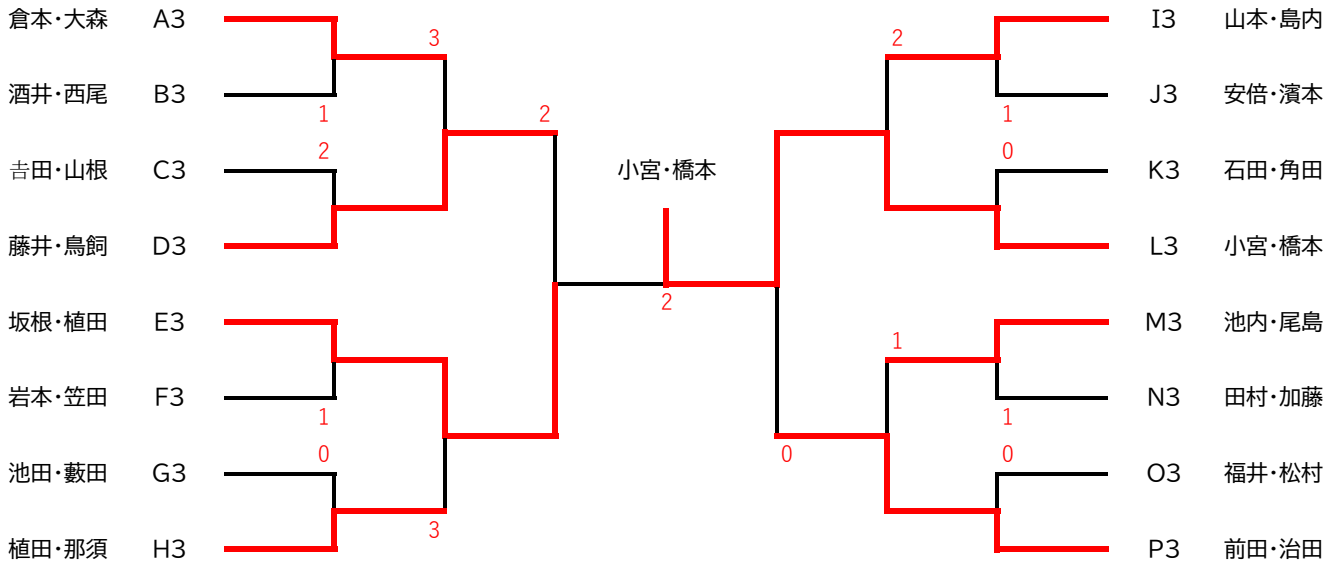 倉本・大森 A3
3
2
I3 山本・島内
酒井・西尾 B3
1
2
1
J3 安倍・濱本
𠮷田・山根 C3
2
小宮・橋本
0
K3 石田・角田
藤井・鳥飼 D3
L3 小宮・橋本
2
坂根・植田 E3
1
M3 池内・尾島
岩本・笠田 F3
1
1
N3 田村・加藤
池田・藪田 G3
0
0
0
O3 福井・松村
植田・那須 H3
3
P3 前田・治田